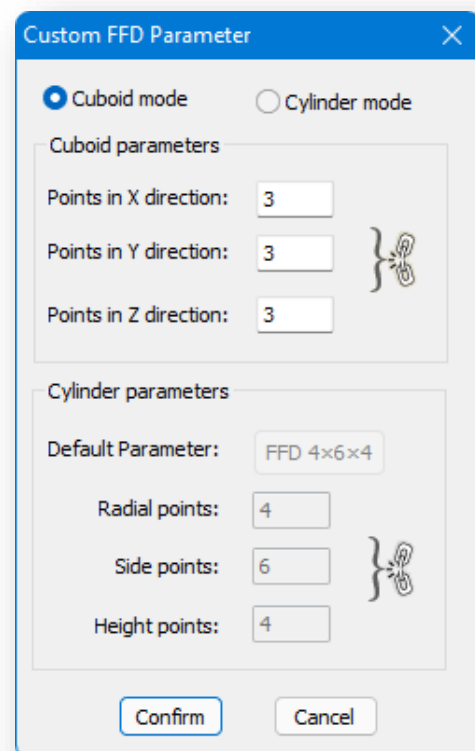 Custom FFD Parameter
Cuboid mode Cylinder mode
Cuboid parameters
Points in X direction: 3
Points in Y direction: 3
Points in Z direction: 3
Cylinder parameters
Default Parameter: FFD 4×6×4
Radial points: 4
Side points: 6
Height points: 4
Confirm Cancel